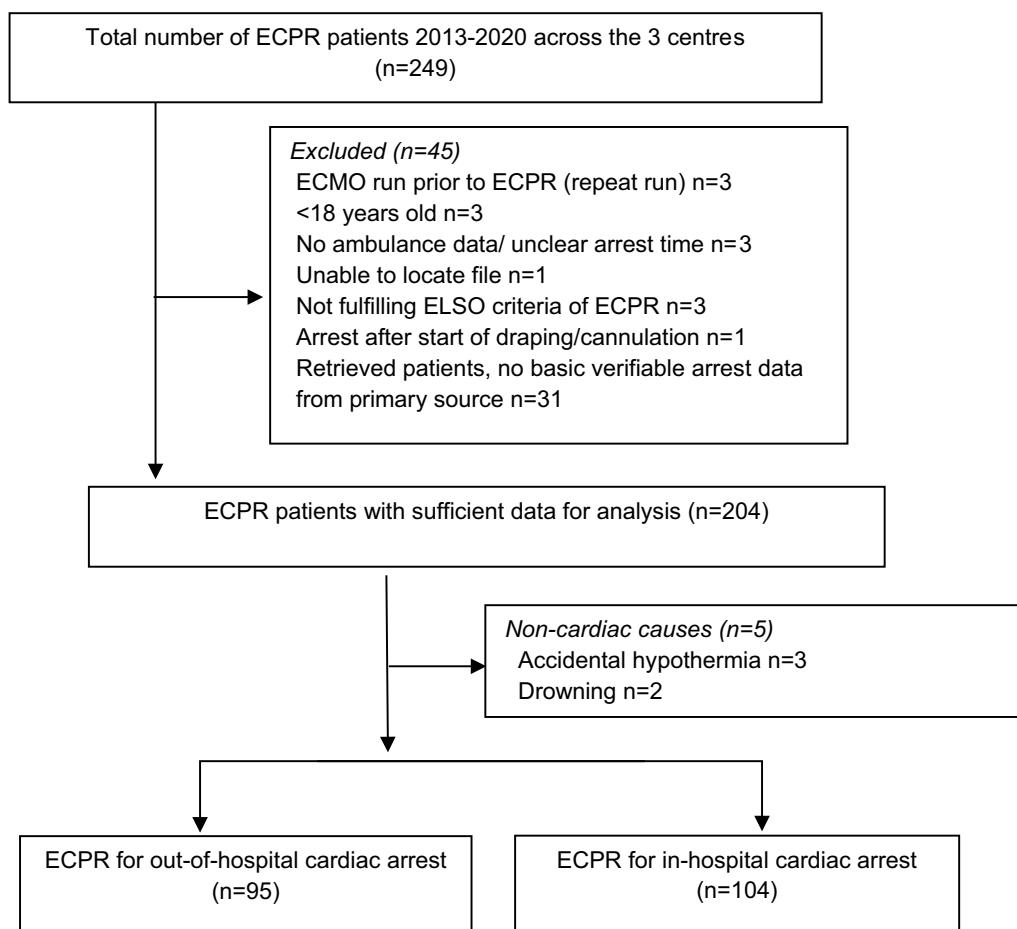 Total number of ECPR patients 2013-2020 across the 3 centres
(n=249)
Excluded (n=45)
ECMO run prior to ECPR (repeat run) n=3
<18 years old n=3
No ambulance data/ unclear arrest time n=3
Unable to locate file n=1
Not fulfilling ELSO criteria of ECPR n=3
Arrest after start of draping/cannulation n=1
Retrieved patients, no basic verifiable arrest data
from primary source n=31
ECPR patients with sufficient data for analysis (n=204)
Non-cardiac causes (n=5)
Accidental hypothermia n=3
Drowning n=2
ECPR for out-of-hospital cardiac arrest
(n=95)
ECPR for in-hospital cardiac arrest
(n=104)